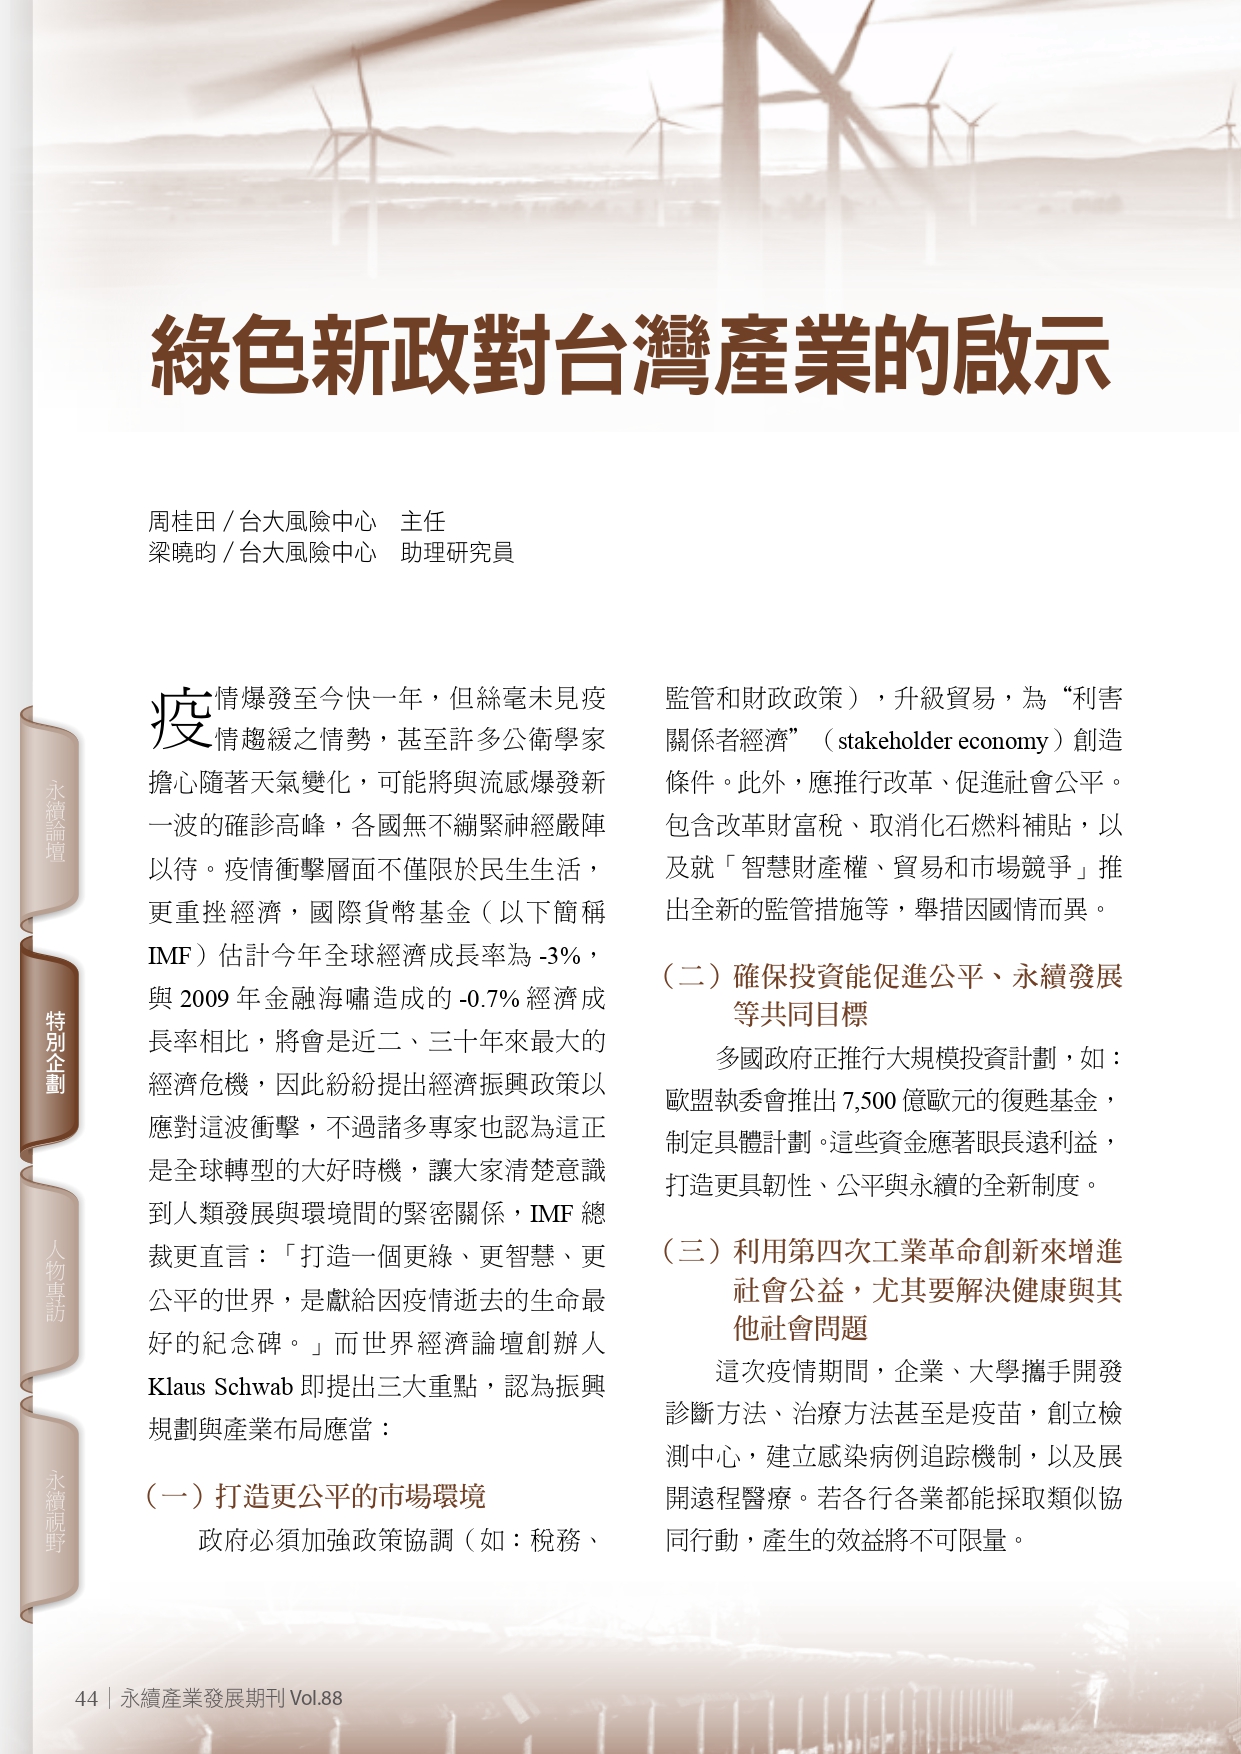 綠色新政對台灣產業的啟示
周桂田 / 台大風險中心　主任
梁曉昀 / 台大風險中心　助理研究員
疫情爆發至今快一年，但絲毫未見疫
情趨緩之情勢，甚至許多公衛學家
擔心隨著天氣變化，可能將與流感爆發新
一波的確診高峰，各國無不繃緊神經嚴陣
以待。疫情衝擊層面不僅限於民生生活，
更重挫經濟，國際貨幣基金（以下簡稱
IMF）估計今年全球經濟成長率為 -3%，
與 2009 年金融海嘯造成的 -0.7% 經濟成
長率相比，將會是近二、三十年來最大的
經濟危機，因此紛紛提出經濟振興政策以
應對這波衝擊，不過諸多專家也認為這正
是全球轉型的大好時機，讓大家清楚意識
到人類發展與環境間的緊密關係，IMF 總
裁更直言：「打造一個更綠、更智慧、更
公平的世界，是獻給因疫情逝去的生命最
好的紀念碑。」而世界經濟論壇創辦人
Klaus Schwab 即提出三大重點，認為振興
規劃與產業布局應當：
（一）打造更公平的市場環境
政府必須加強政策協調（如：稅務、
監管和財政政策），升級貿易，為“利害
關係者經濟”（stakeholder economy）創造
條件。此外，應推行改革、促進社會公平。
包含改革財富稅、取消化石燃料補貼，以
及就「智慧財產權、貿易和市場競爭」推
出全新的監管措施等，舉措因國情而異。
（二）確保投資能促進公平、永續發展
等共同目標
多國政府正推行大規模投資計劃，如：
歐盟執委會推出 7,500 億歐元的復甦基金，
制定具體計劃。這些資金應著眼長遠利益，
打造更具韌性、公平與永續的全新制度。
（三）利用第四次工業革命創新來增進
社會公益，尤其要解決健康與其
他社會問題
這次疫情期間，企業、大學攜手開發
診斷方法、治療方法甚至是疫苗，創立檢
測中心，建立感染病例追踪機制，以及展
開遠程醫療。若各行各業都能採取類似協
同行動，產生的效益將不可限量。
永續論壇
特別企劃
人物專訪
永續視野
44｜永續產業發展期刊 Vol.88